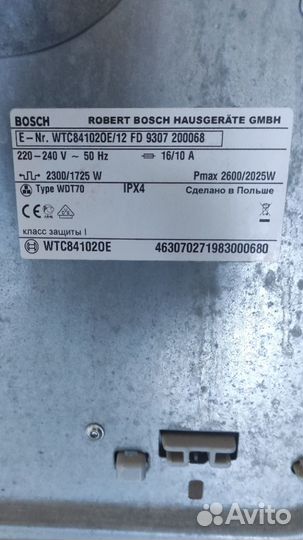 BOSCH ROBERT BOSCH HAUSGERÄTE GMBH
E-Nr. WTC84102OE/12 FD 9307 200068
220-240 V ~ 50 Hz 16/10 A
2300/1725 W Pmax 2600/2025W
Type WDT70 IPX4 Сделано в Польше
класс защиты I
WTC84102OE 463070271983000680
Avito